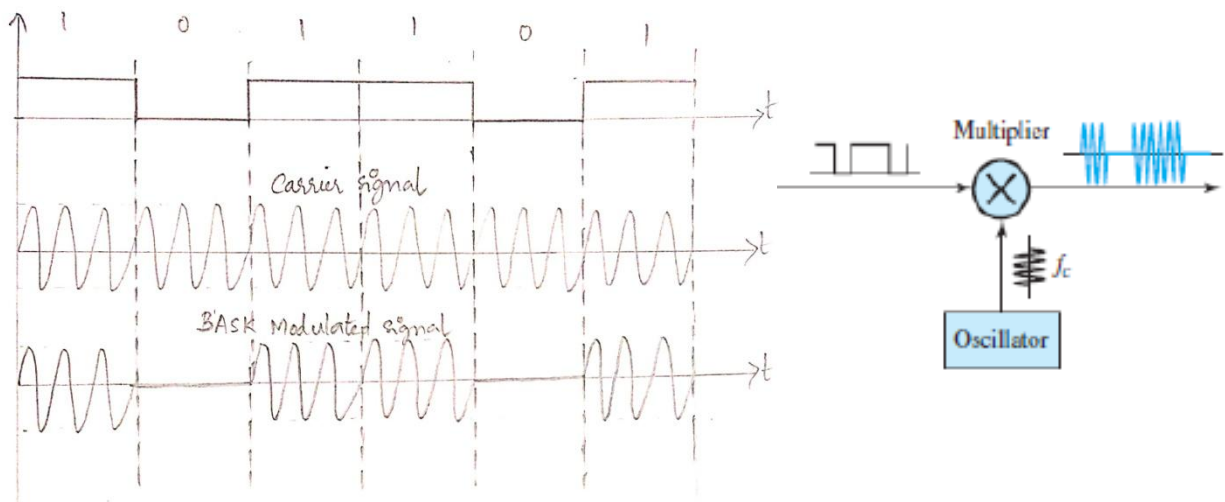 1 0 1 1 0 1
t
Carrier signal
t
BASK Modulated signal
t
Multiplier
fc
Oscillator